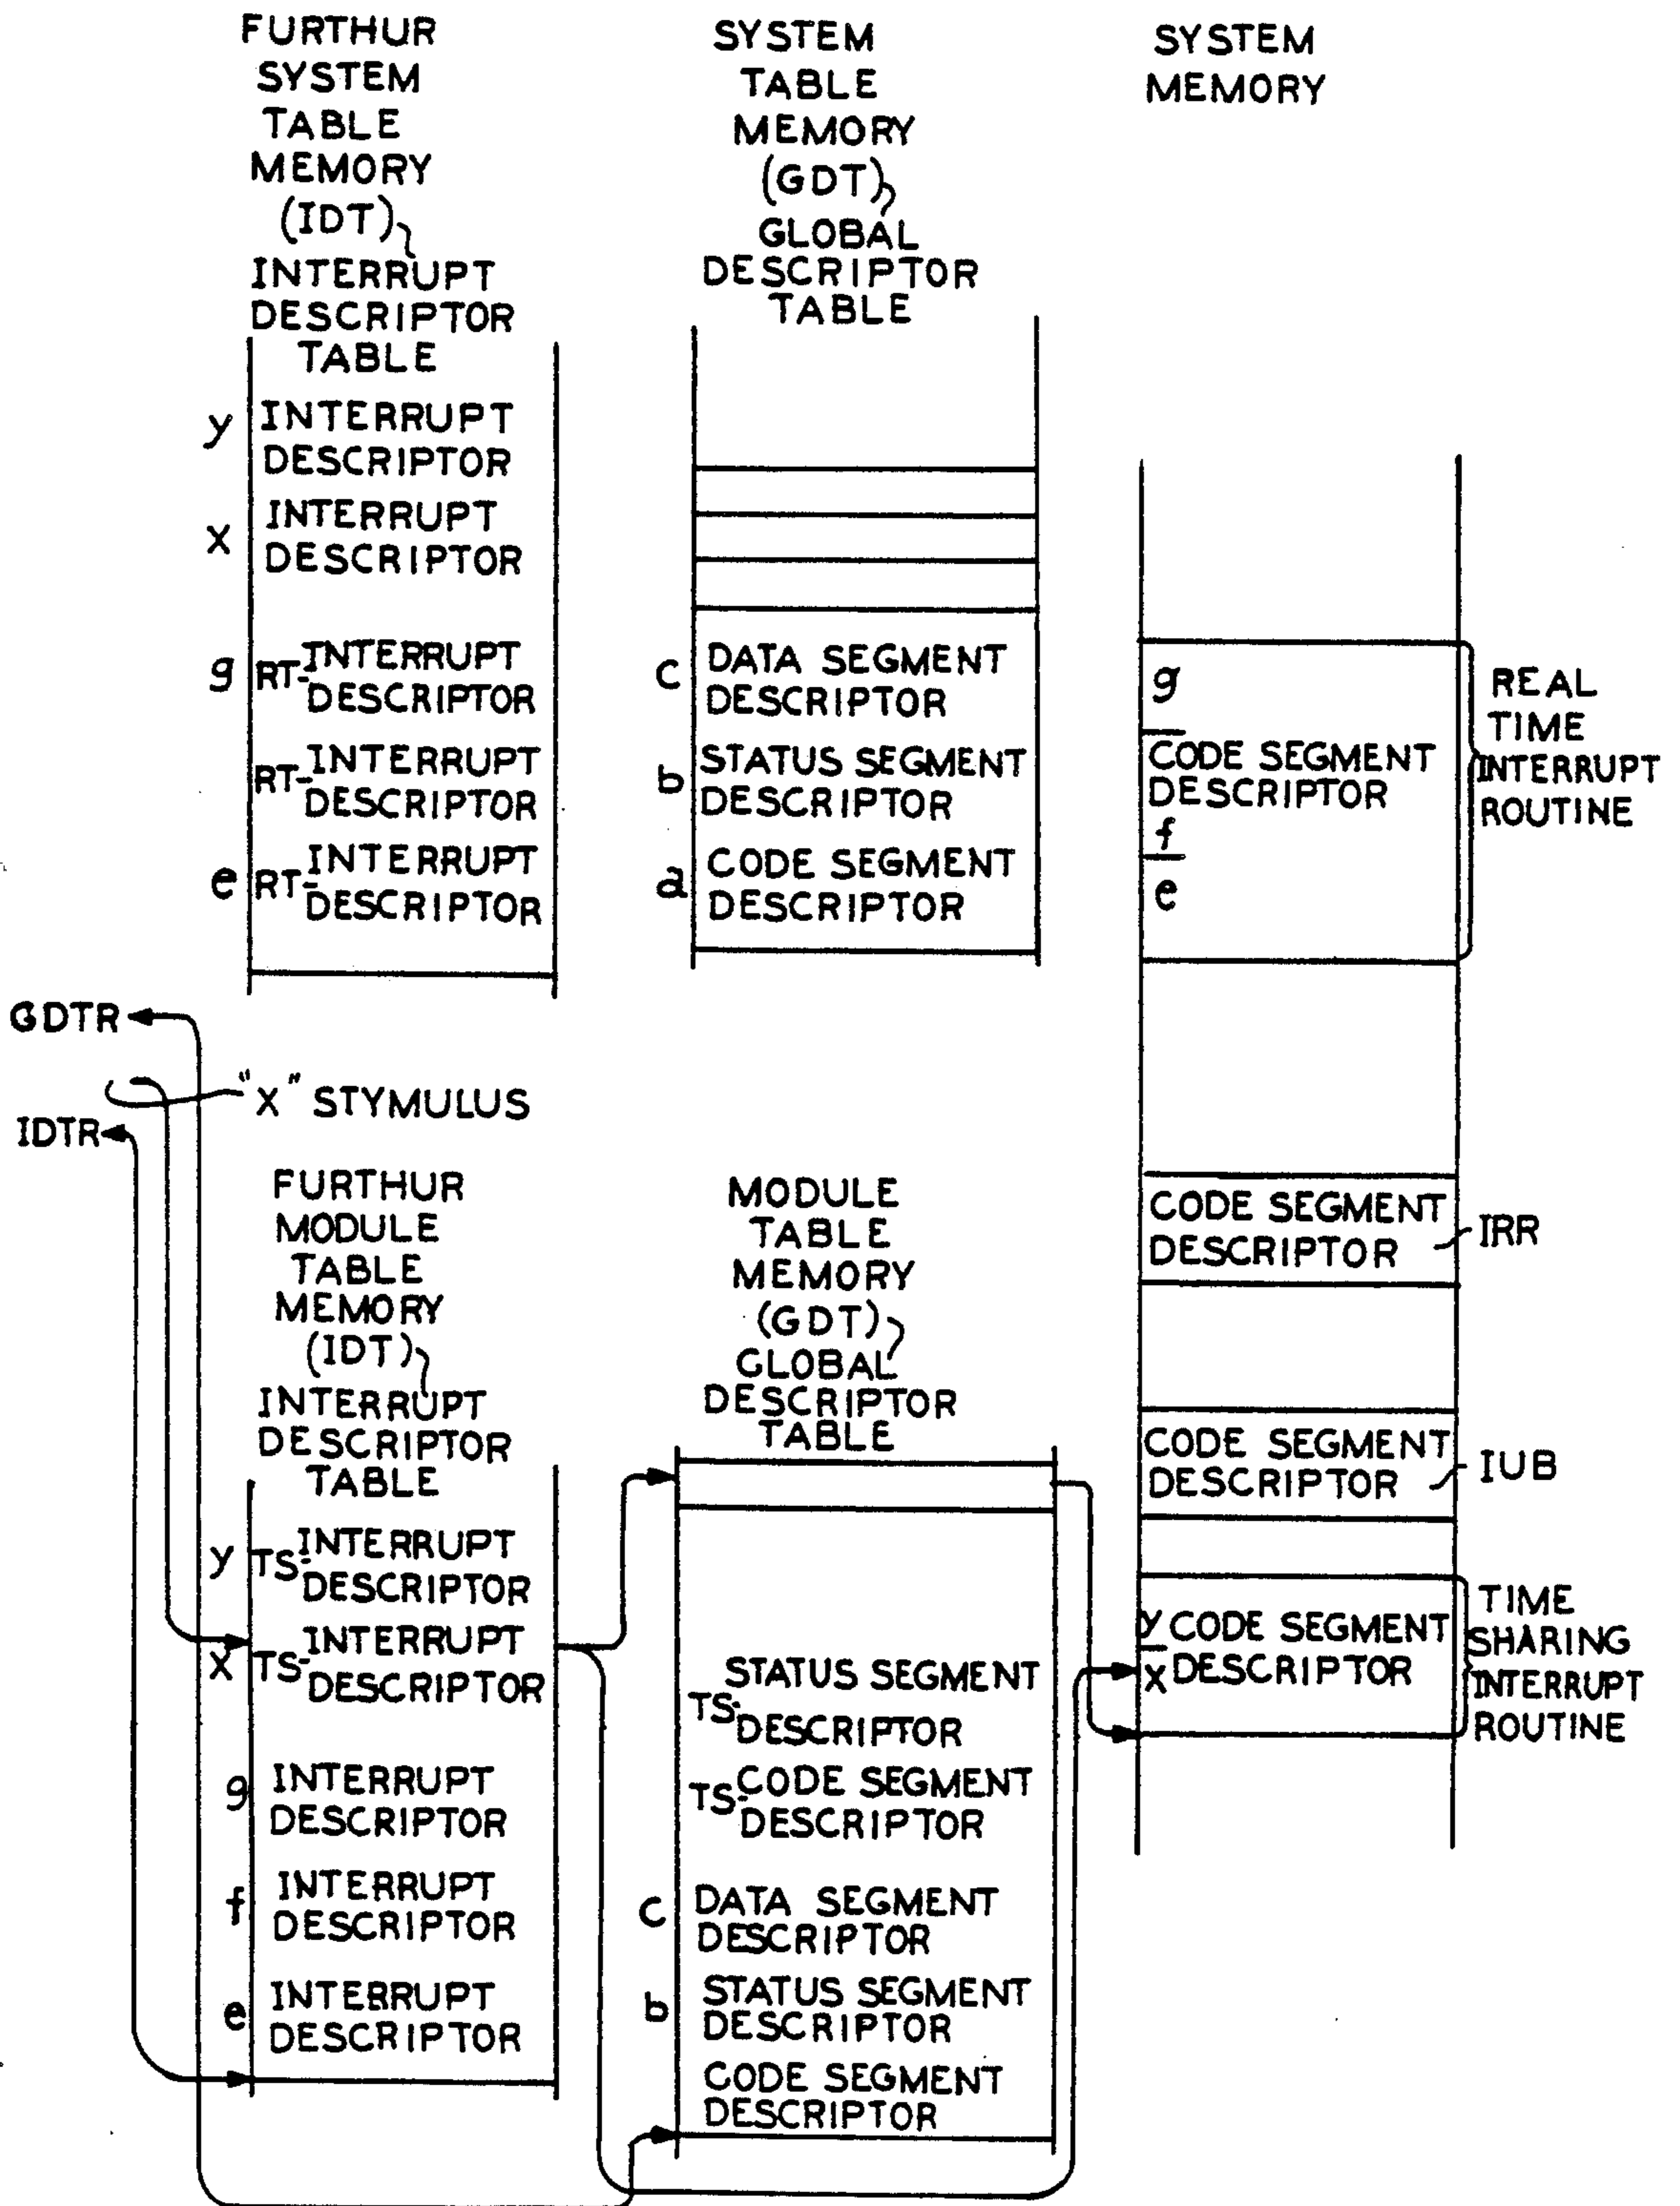 FURTHUR
SYSTEM
TABLE
MEMORY
(IDT)
INTERRUPT
DESCRIPTOR
TABLE
y INTERRUPT
DESCRIPTOR
x INTERRUPT
DESCRIPTOR
g RT-INTERRUPT
DESCRIPTOR
RT-INTERRUPT
DESCRIPTOR
e RT-INTERRUPT
DESCRIPTOR
SYSTEM
TABLE
MEMORY
(GDT)
GLOBAL
DESCRIPTOR
TABLE
c DATA SEGMENT
DESCRIPTOR
b STATUS SEGMENT
DESCRIPTOR
a CODE SEGMENT
DESCRIPTOR
SYSTEM
MEMORY
g
CODE SEGMENT
DESCRIPTOR
f
e
REAL
TIME
INTERRUPT
ROUTINE
GDTR
"X" STYMULUS
IDTR
FURTHUR
MODULE
TABLE
MEMORY
(IDT)
INTERRUPT
DESCRIPTOR
TABLE
y TS-INTERRUPT
DESCRIPTOR
x TS-INTERRUPT
DESCRIPTOR
g INTERRUPT
DESCRIPTOR
f INTERRUPT
DESCRIPTOR
e INTERRUPT
DESCRIPTOR
MODULE
TABLE
MEMORY
(GDT)
GLOBAL
DESCRIPTOR
TABLE
STATUS SEGMENT
TS-DESCRIPTOR
TS-CODE SEGMENT
DESCRIPTOR
c DATA SEGMENT
DESCRIPTOR
b STATUS SEGMENT
DESCRIPTOR
CODE SEGMENT
DESCRIPTOR
CODE SEGMENT
DESCRIPTOR
IRR
CODE SEGMENT
DESCRIPTOR
IUB
y CODE SEGMENT
x DESCRIPTOR
TIME
SHARING
INTERRUPT
ROUTINE